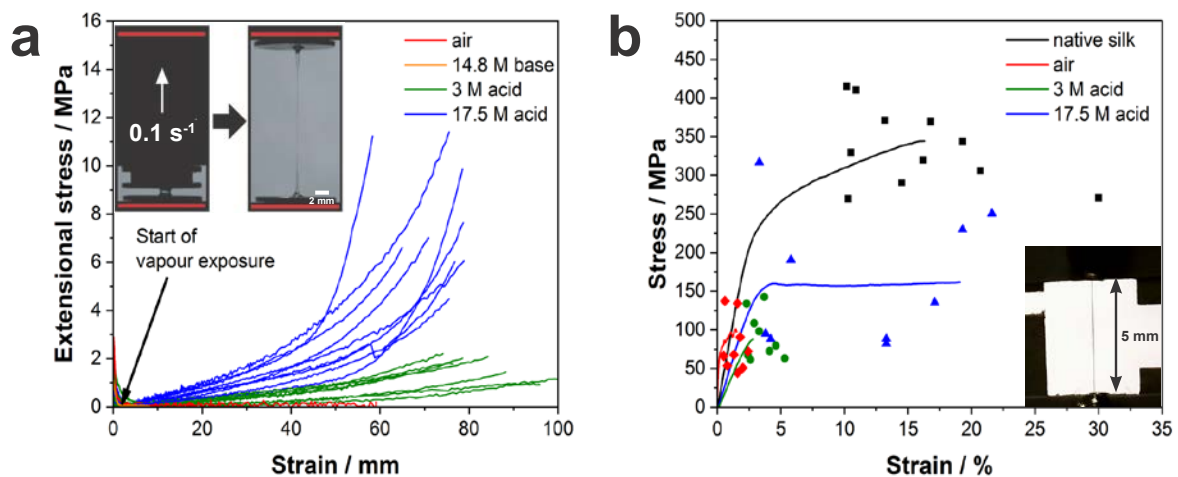 a
Extensional stress / MPa
16
14
12
10
8
6
4
2
0
0.1 s⁻¹
2 mm
air
14.8 M base
3 M acid
17.5 M acid
Start of
vapour exposure
0 20 40 60 80 100
Strain / mm
b
Stress / MPa
500
450
400
350
300
250
200
150
100
50
0
native silk
air
3 M acid
17.5 M acid
5 mm
0 5 10 15 20 25 30 35
Strain / %